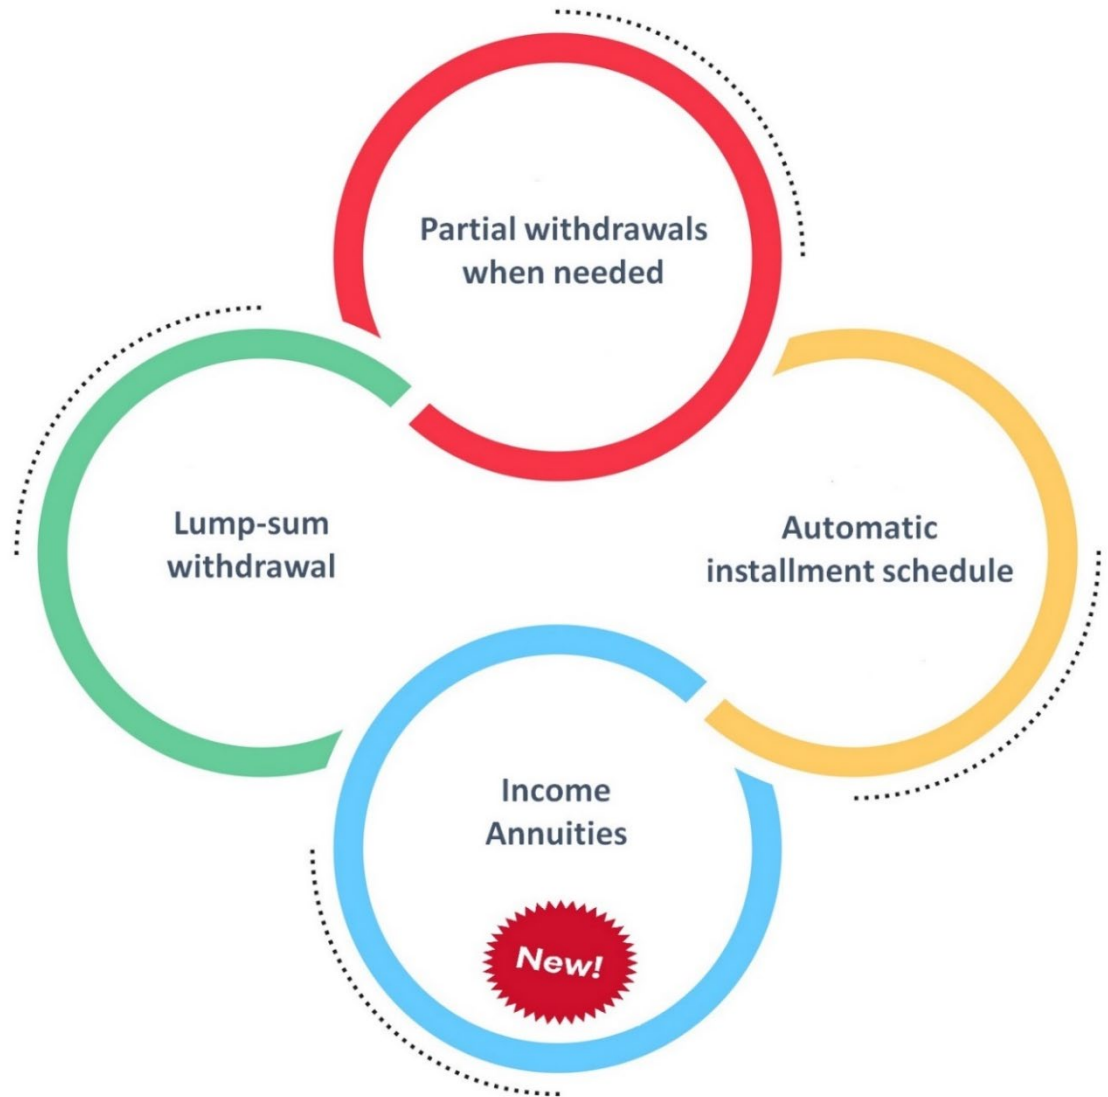 Partial withdrawals
when needed
Lump-sum
withdrawal
Automatic
installment schedule
Income
Annuities
New!